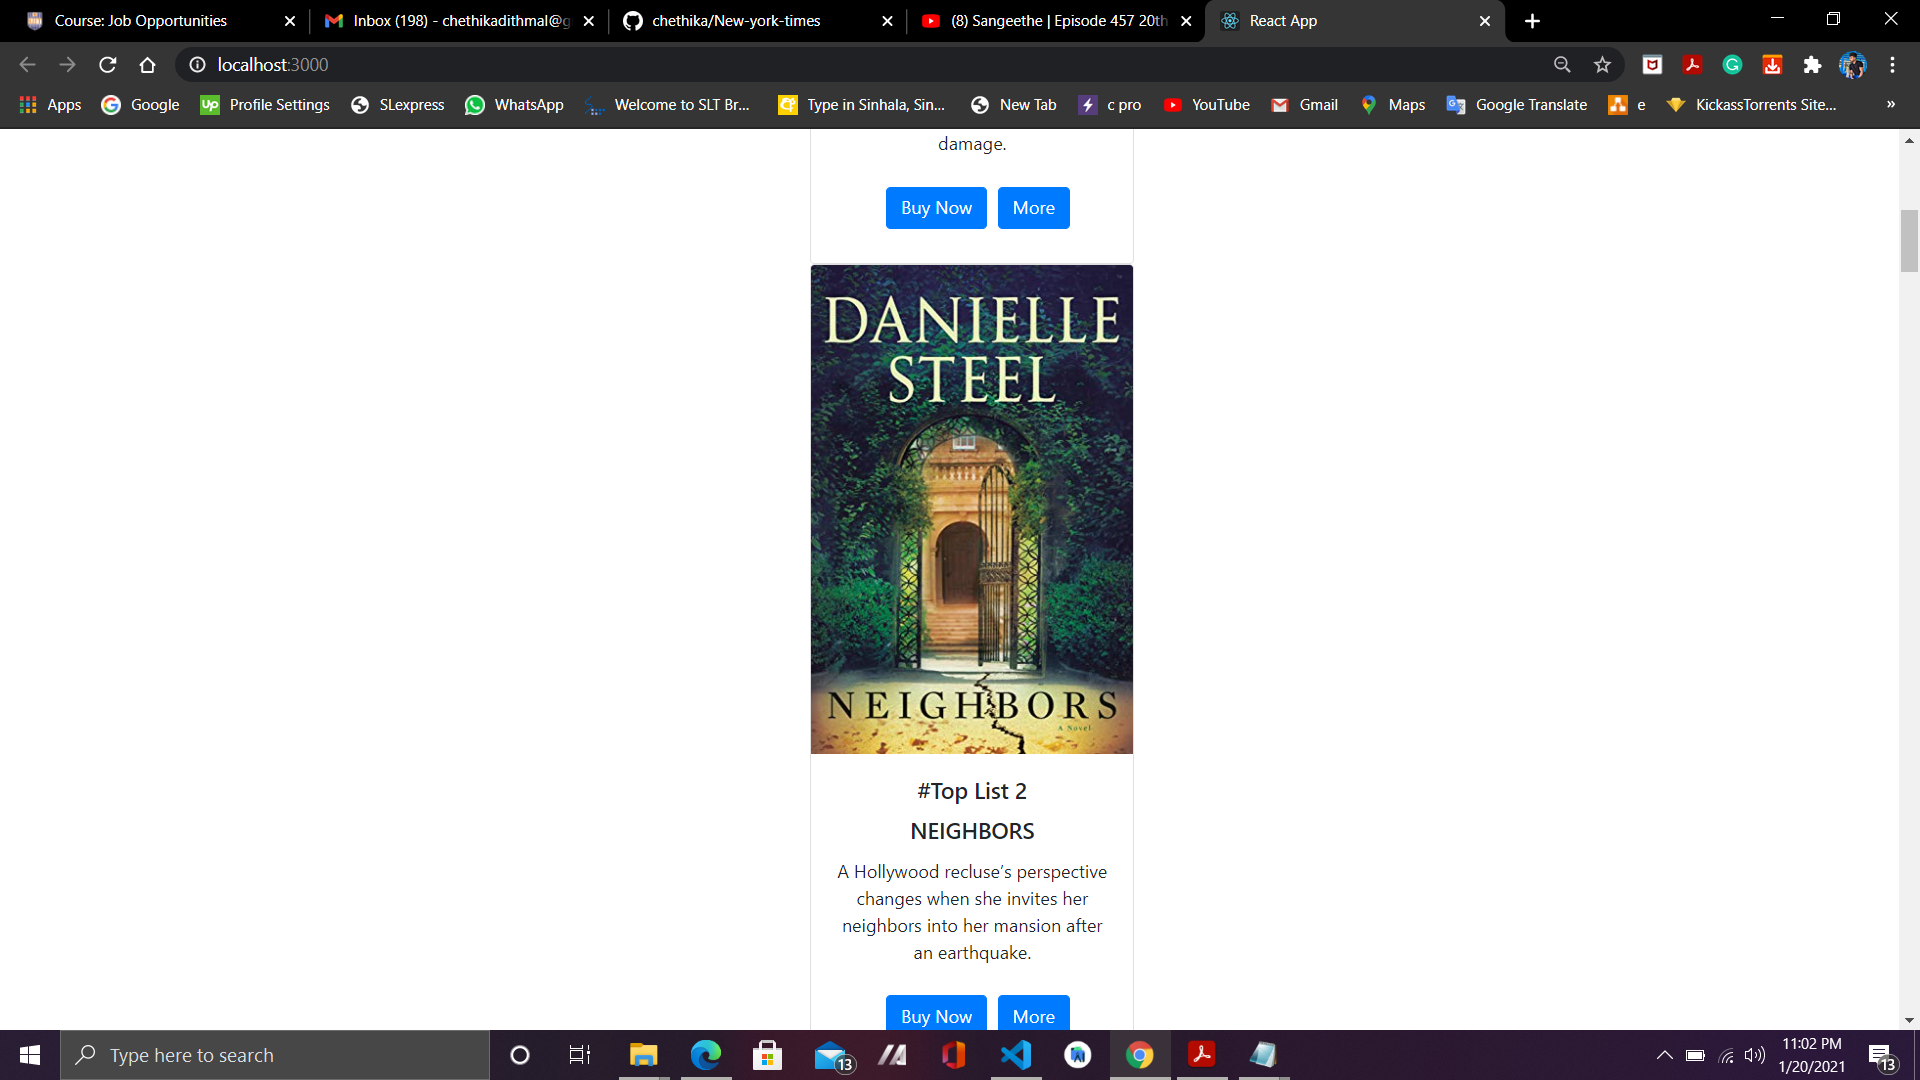 Course: Job Opportunities
Inbox (198) - chethikadithmal@g
chethika/New-york-times
(8) Sangeethe | Episode 457 20th
React App
localhost:3000
Apps
Google
Up
Profile Settings
SLexpress
WhatsApp
Welcome to SLT Br...
Type in Sinhala, Sin...
New Tab
c pro
YouTube
Gmail
Maps
Google Translate
e
KickassTorrents Site...
»
damage.
Buy Now
More
DANIELLE
STEEL
NEIGHBORS
A Novel
#Top List 2
NEIGHBORS
A Hollywood recluse’s perspective
changes when she invites her
neighbors into her mansion after
an earthquake.
Buy Now
More
Type here to search
13
11:02 PM
1/20/2021
13